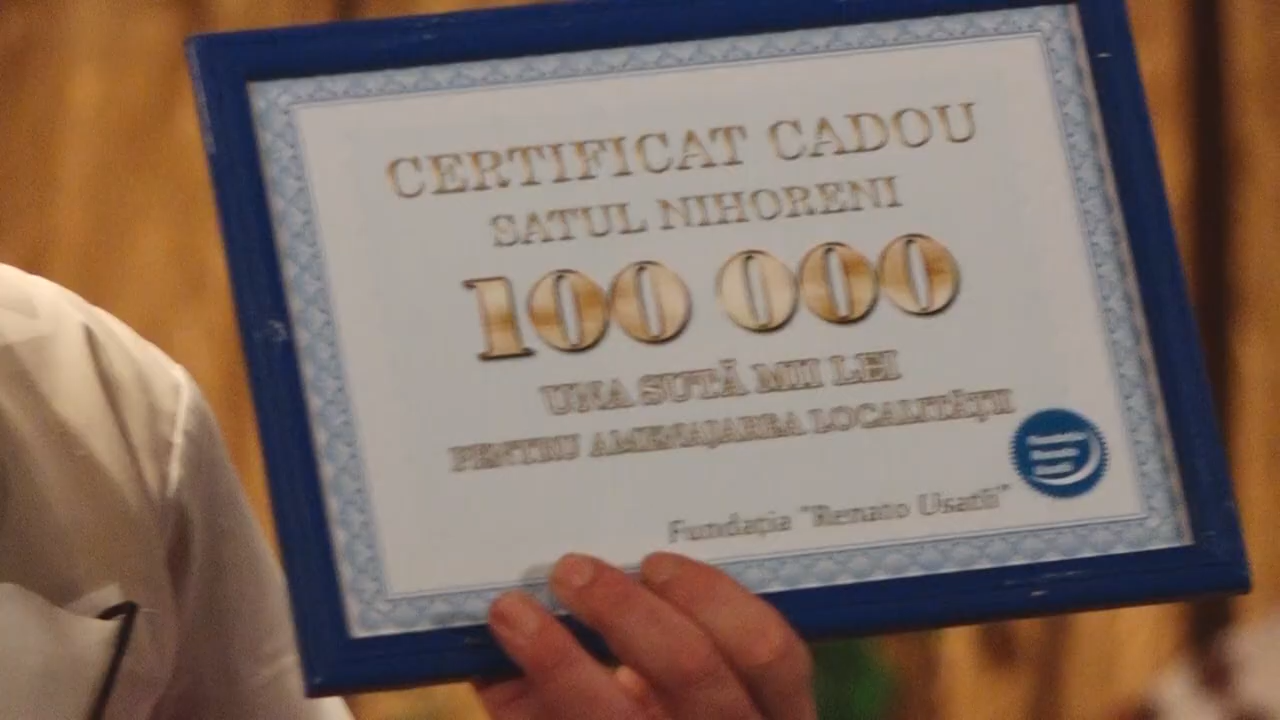 CERTIFICAT CADOU
SATUL NIHORENI
100 000
UNA SUTĂ MII LEI
PENTRU AMENAJAREA LOCALITĂȚII
Fundația "Renato Usatîi"